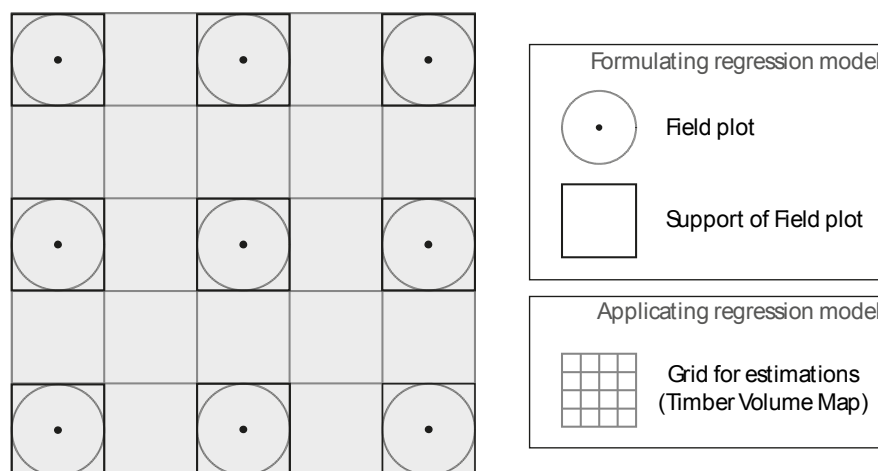 Formulating regression model
Field plot
Support of Field plot
Applicating regression model
Grid for estimations
(Timber Volume Map)